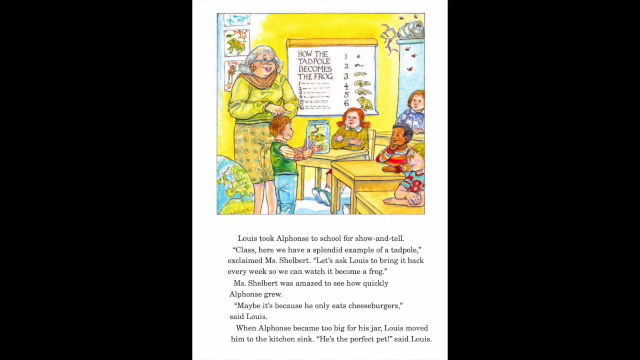 HOW THE
TADPOLE
BECOMES
THE FROG
1
2
3
4
5
6
Louis took Alphonse to school for show-and-tell.
“Class, here we have a splendid example of a tadpole,”
exclaimed Ms. Shelbert. “Let’s ask Louis to bring it back
every week so we can watch it become a frog.”
Ms. Shelbert was amazed to see how quickly
Alphonse grew.
“Maybe it’s because he only eats cheeseburgers,”
said Louis.
When Alphonse became too big for his jar, Louis moved
him to the kitchen sink. “He’s the perfect pet!” said Louis.